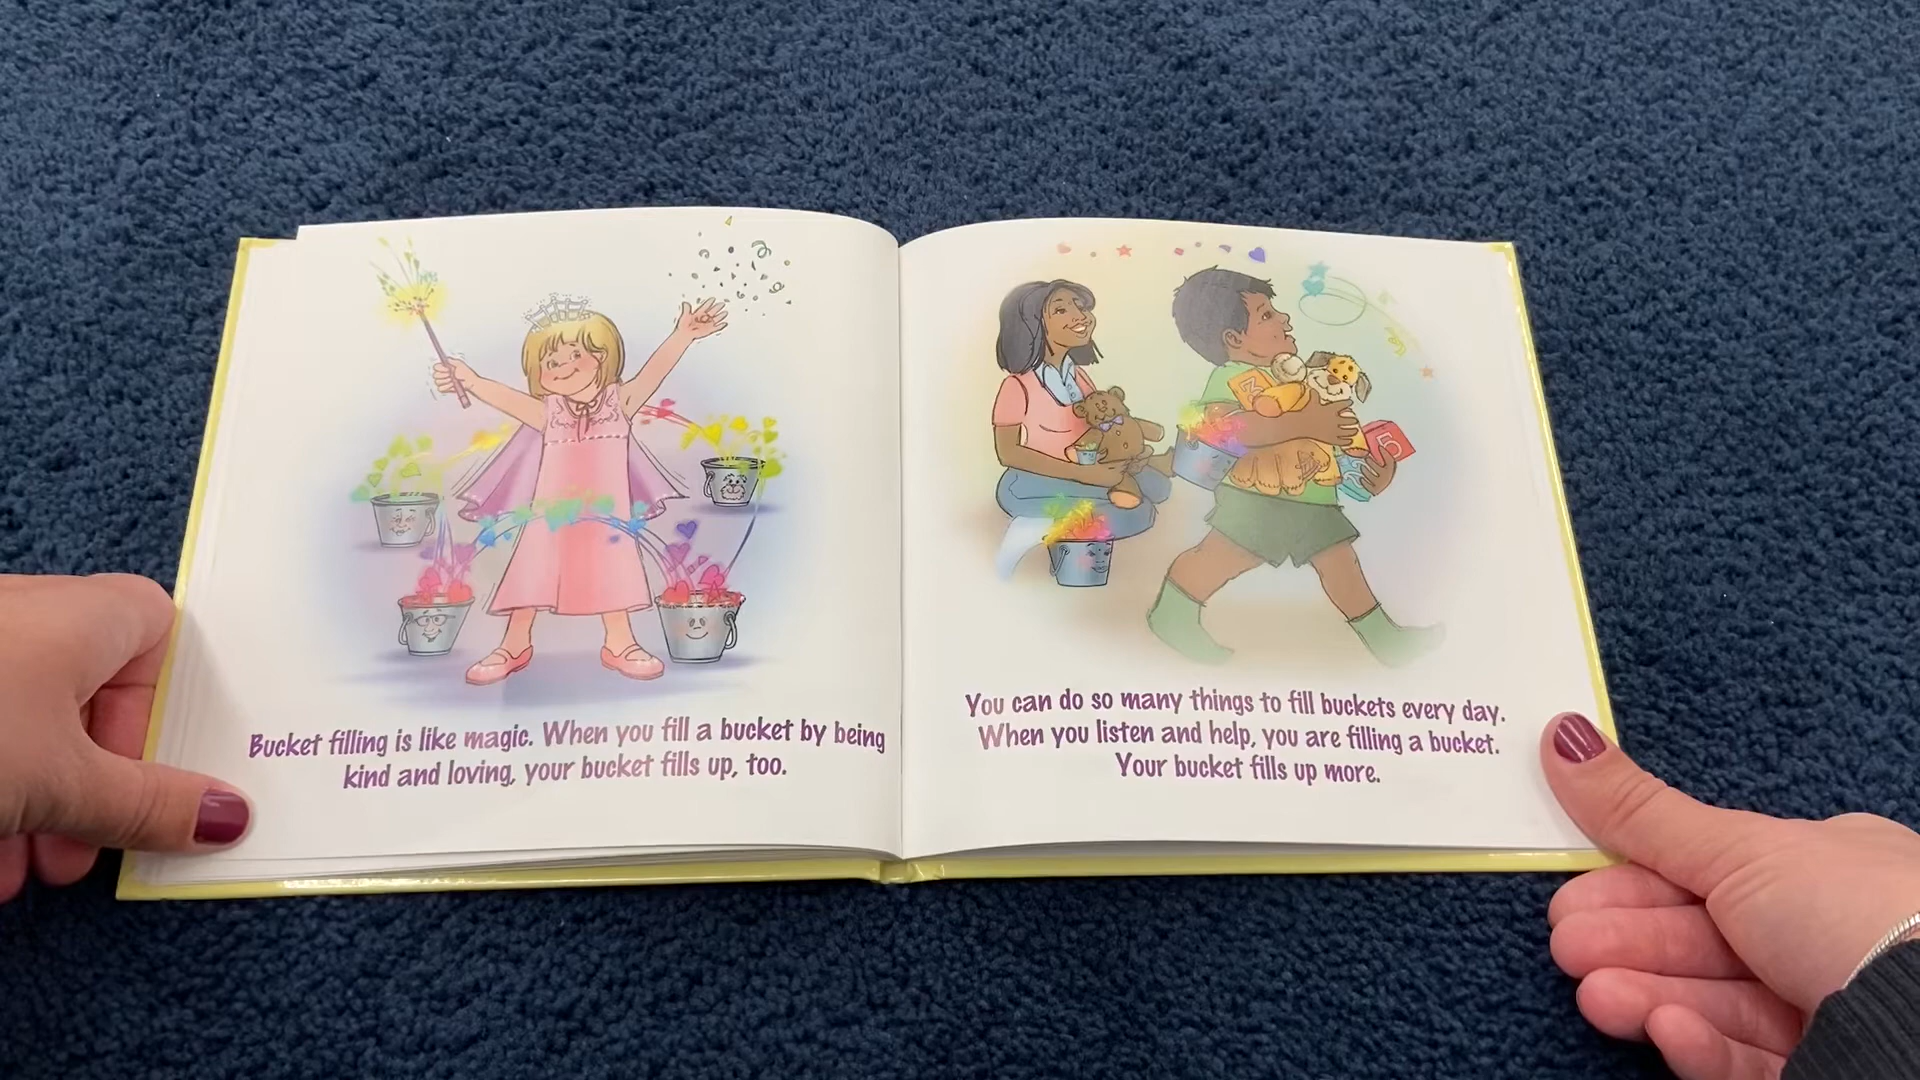 Bucket filling is like magic. When you fill a bucket by being
kind and loving, your bucket fills up, too.
You can do so many things to fill buckets every day.
When you listen and help, you are filling a bucket.
Your bucket fills up more.
5